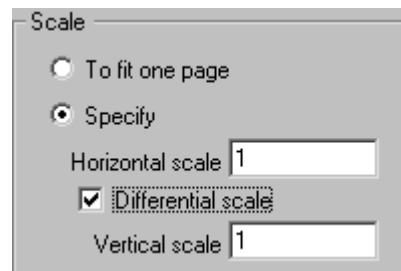 Scale
To fit one page
Specify
Horizontal scale 1
Differential scale
Vertical scale 1